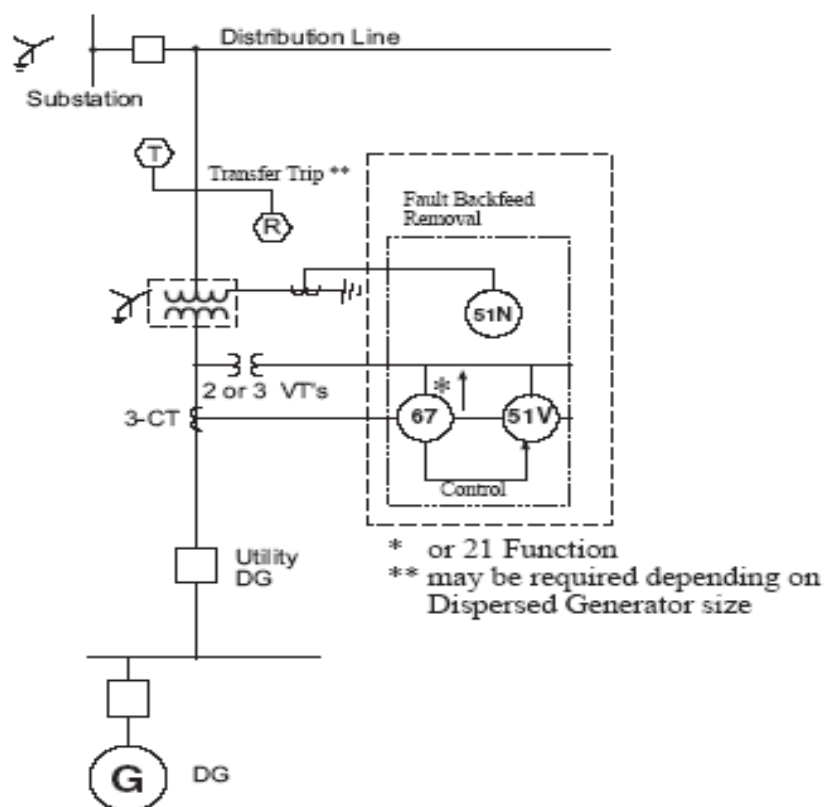 Distribution Line
Substation
T
Transfer Trip **
R
Fault Backfeed
Removal
51N
2 or 3 VT's
*
3-CT
67
51V
Control
Utility
DG
* or 21 Function
** may be required depending on
Dispersed Generator size
G
DG